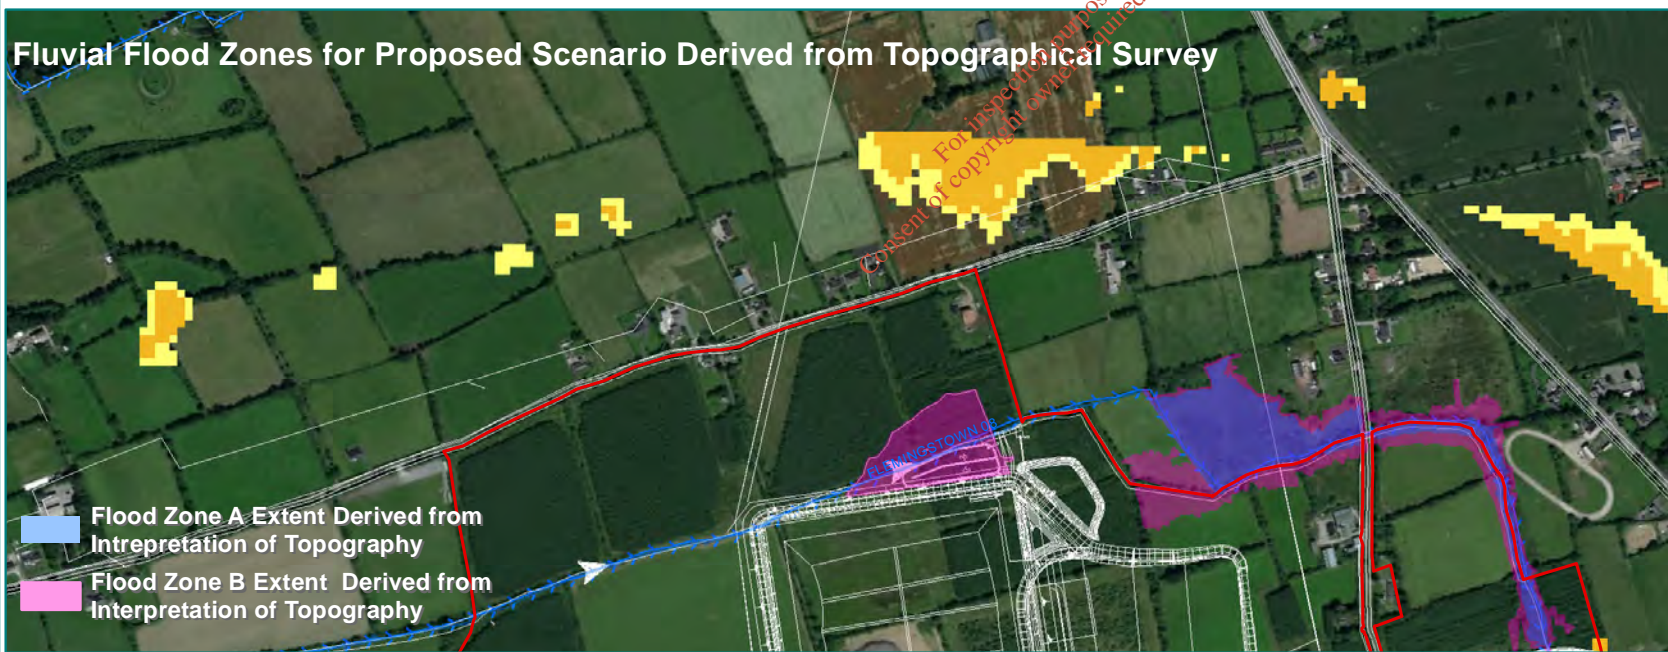 Fluvial Flood Zones for Proposed Scenario Derived from Topographical Survey
For inspection purpos
Consent of copyright owner required
FLEMINGSTOWN 08
Flood Zone A Extent Derived from
Intrepretation of Topography
Flood Zone B Extent Derived from
Interpretation of Topography